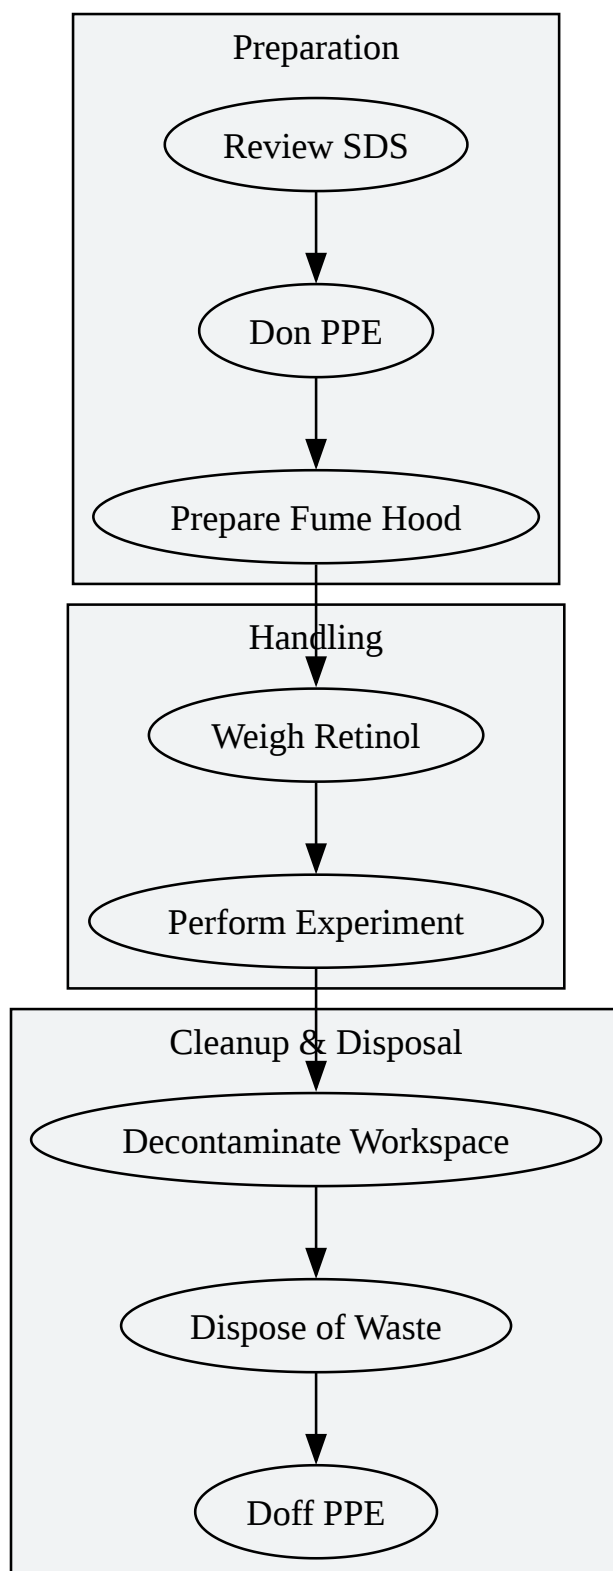 Preparation
Review SDS
Don PPE
Prepare Fume Hood
Handling
Weigh Retinol
Perform Experiment
Cleanup & Disposal
Decontaminate Workspace
Dispose of Waste
Doff PPE